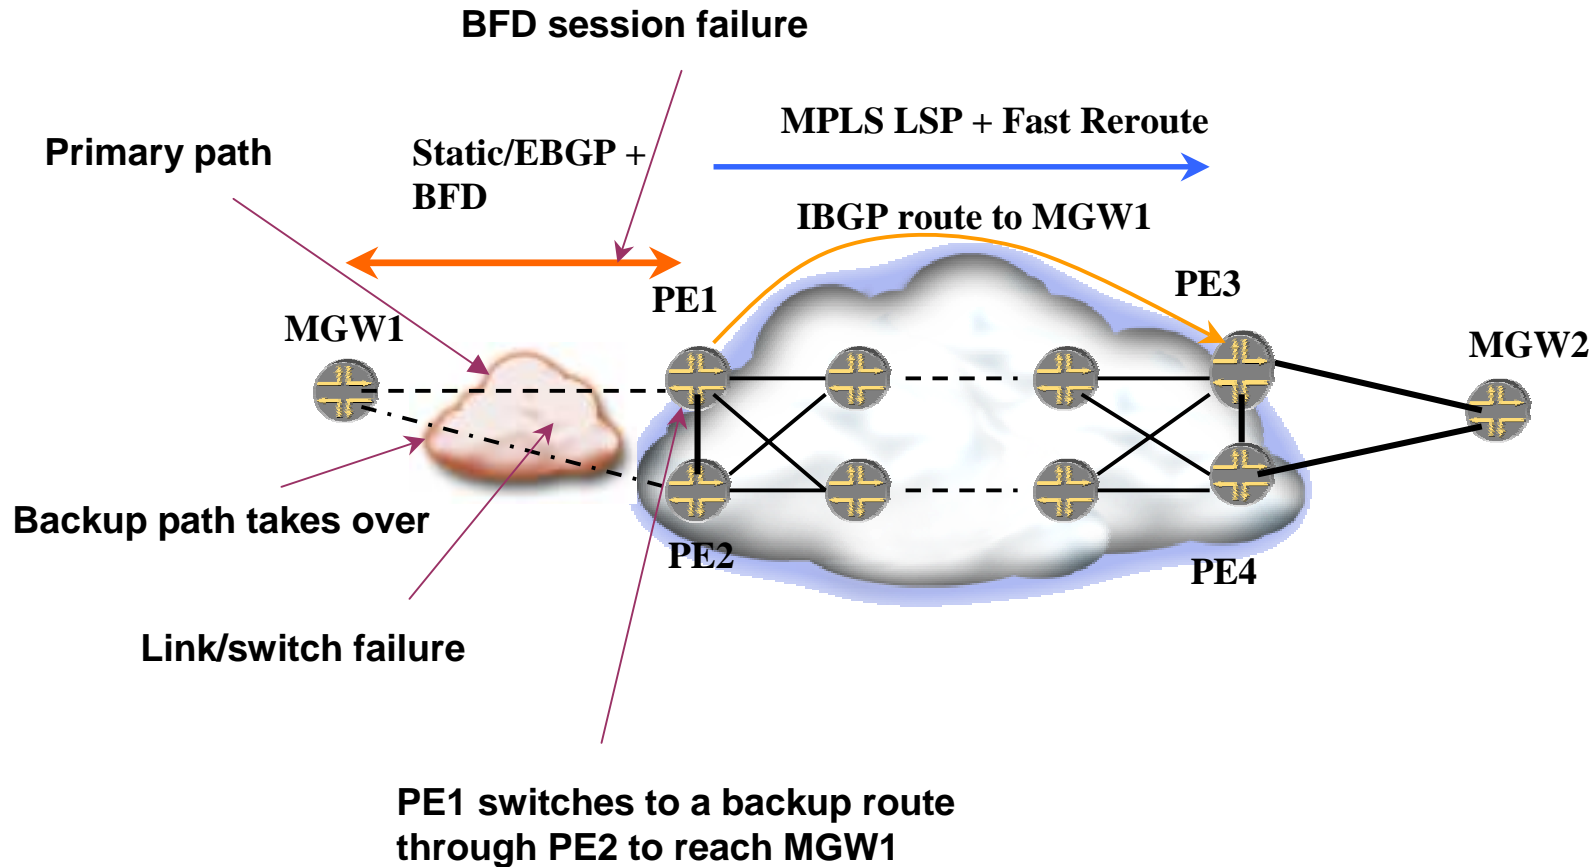 BFD session failure
MPLS LSP + Fast Reroute
Primary path
Static/EBGP +
BFD
IBGP route to MGW1
PE1
PE3
MGW1
MGW2
Backup path takes over
PE2
PE4
Link/switch failure
PE1 switches to a backup route
through PE2 to reach MGW1